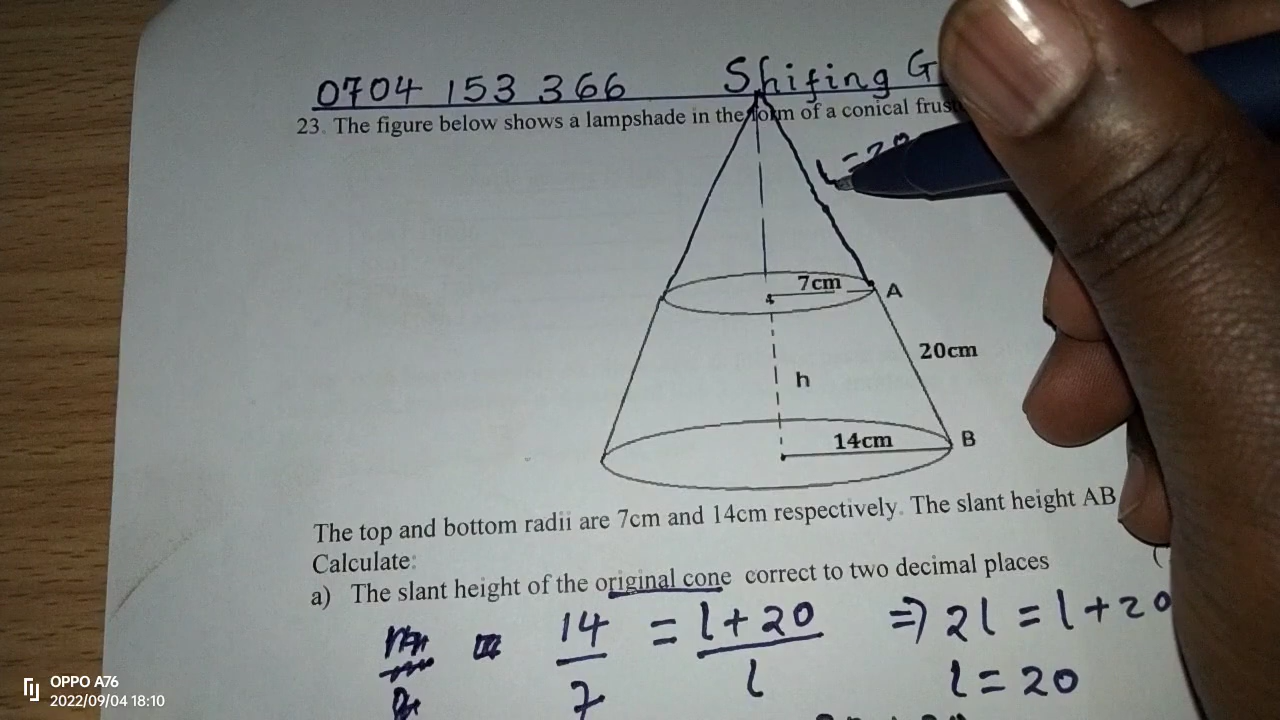 0704 153 366 Shifing
23. The figure below shows a lampshade in the form of a conical
l = 20
7cm A
20cm
h
14cm B
The top and bottom radii are 7cm and 14cm respectively. The slant height AB
Calculate:
a) The slant height of the original cone correct to two decimal places
14/7 = l + 20/l => 2l = l + 20
l = 20
OPPO A76
2022/09/04 18:10